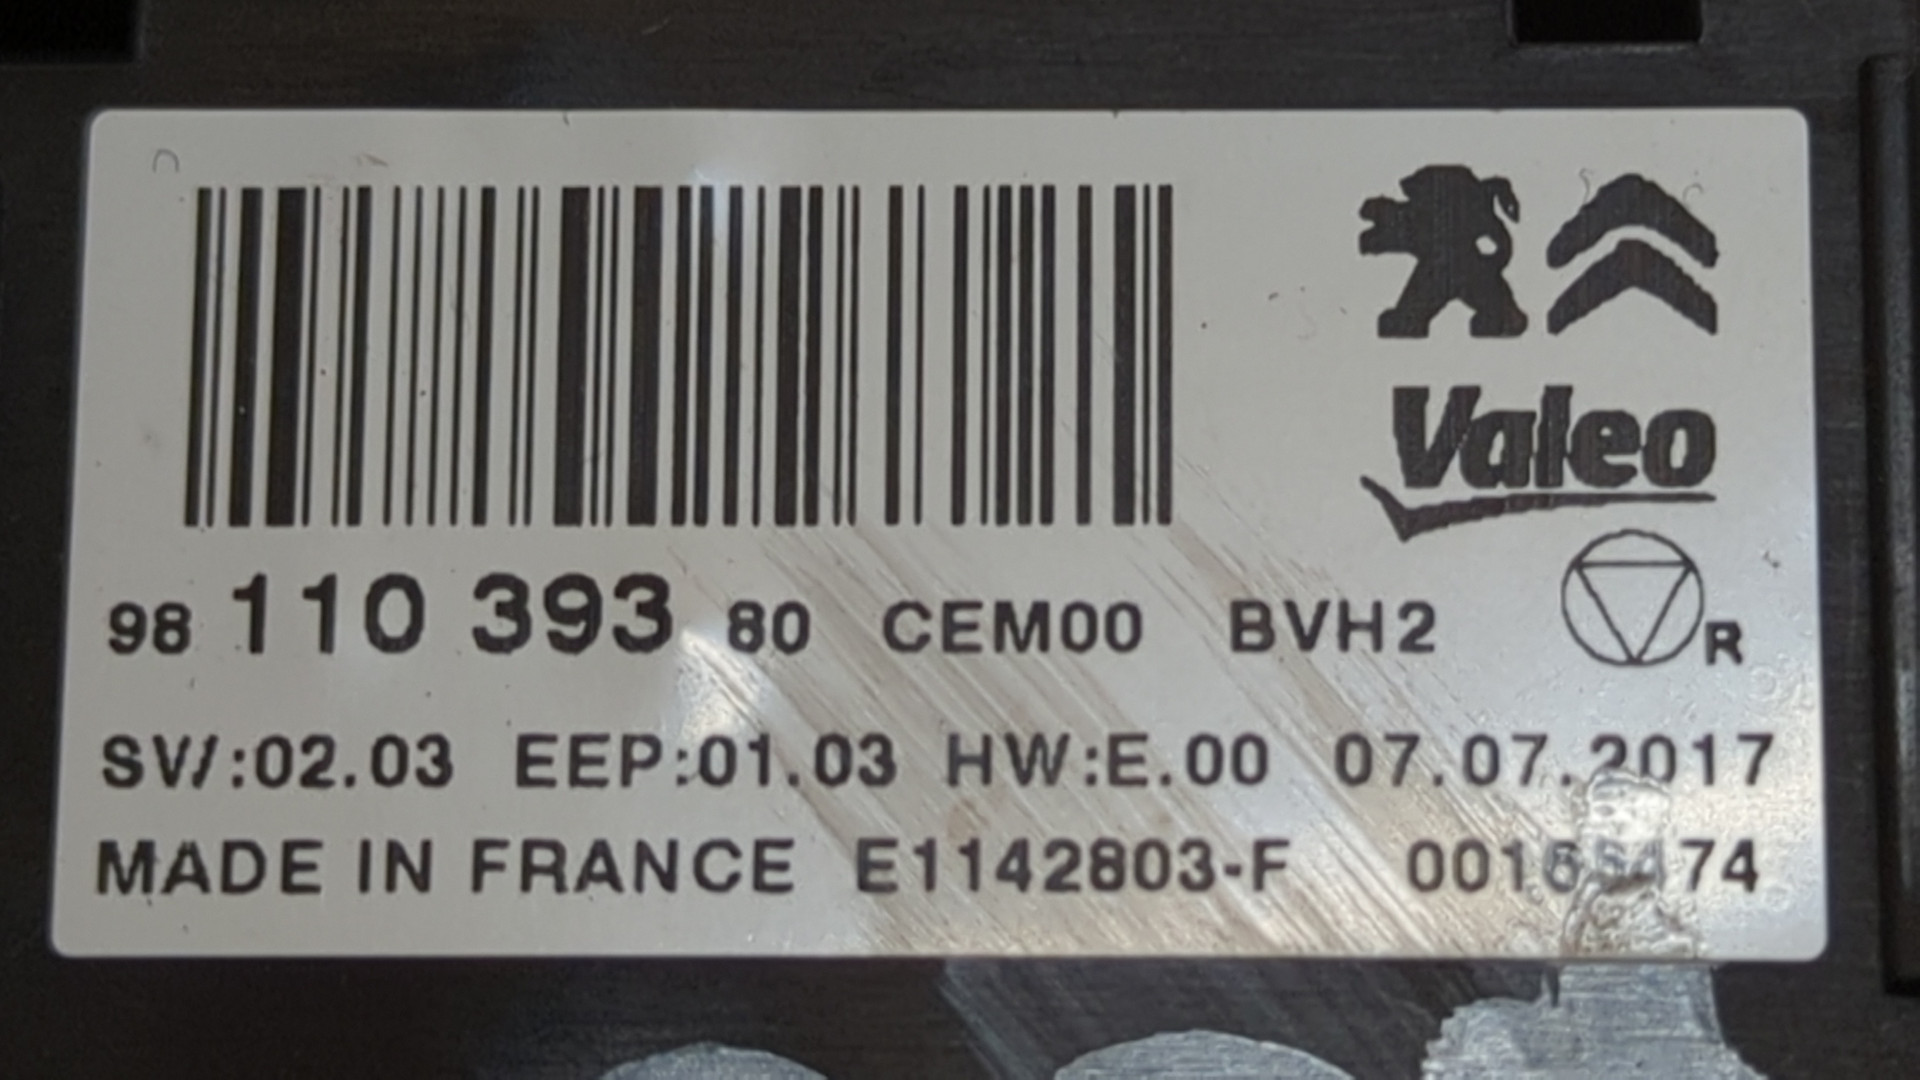 Valeo
98 110 393 80 CEM00 BVH2 R
SV/:02.03 EEP:01.03 HW:E.00 07.07.2017
MADE IN FRANCE E1142803-F